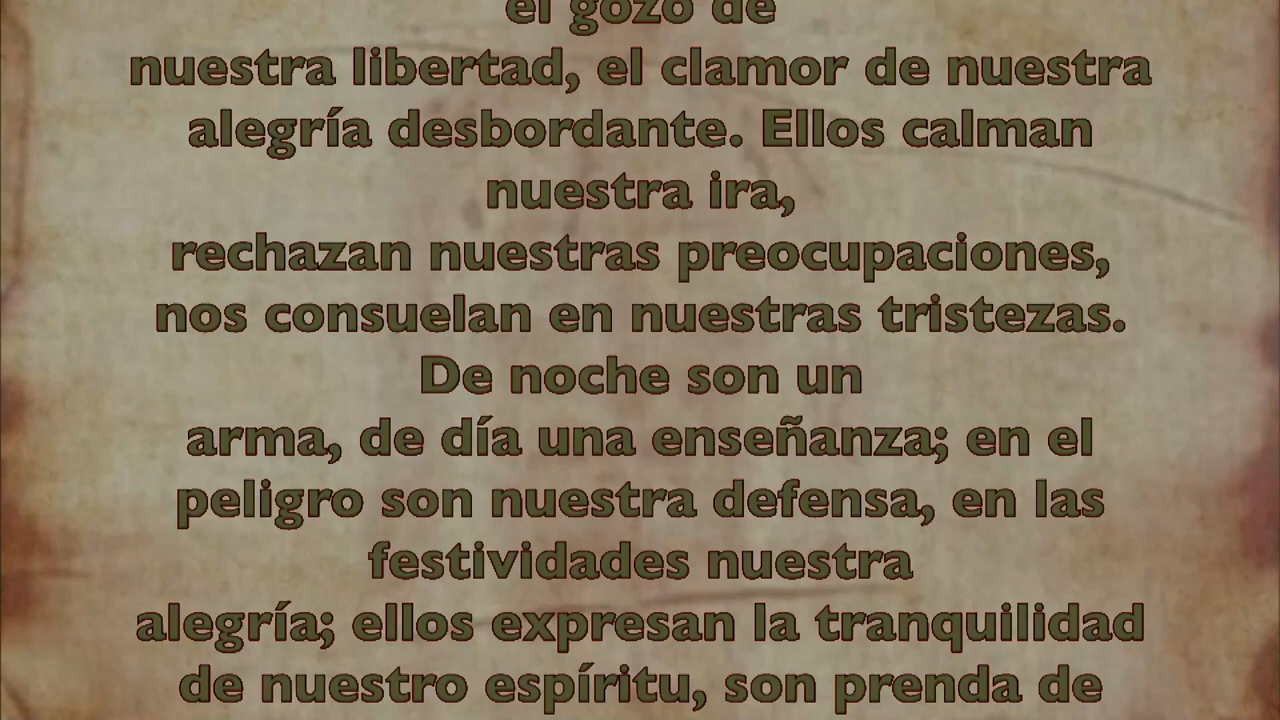 el gozo de
nuestra libertad, el clamor de nuestra
alegría desbordante. Ellos calman
nuestra ira,
rechazan nuestras preocupaciones,
nos consuelan en nuestras tristezas.
De noche son un
arma, de día una enseñanza; en el
peligro son nuestra defensa, en las
festividades nuestra
alegría; ellos expresan la tranquilidad
de nuestro espíritu, son prenda de